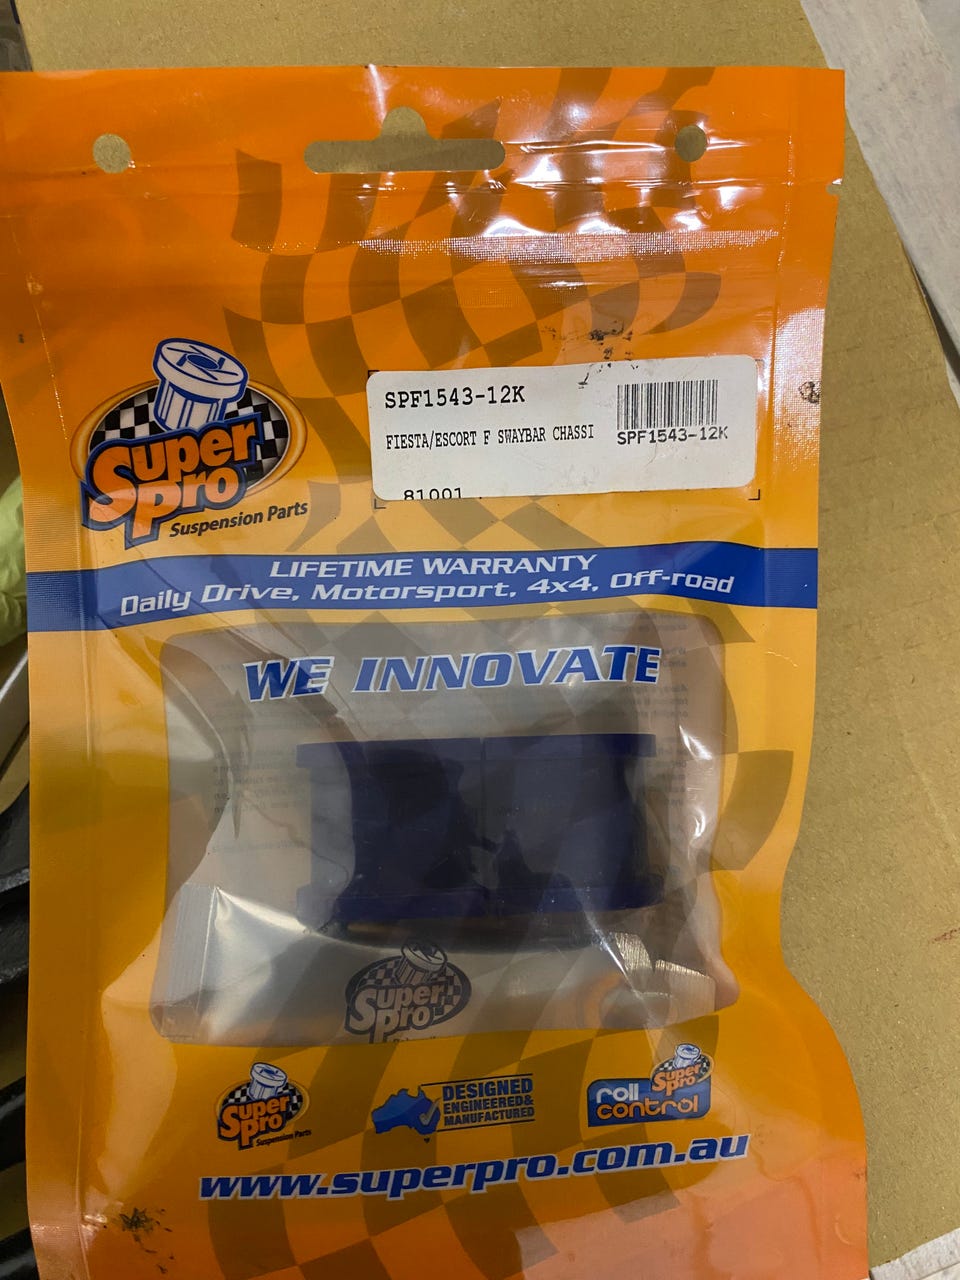 SPF1543-12K
FIESTA/ESCORT F SWAYBAR CHASSI
SPF1543-12K
81001
Super
Pro
Suspension Parts
LIFETIME WARRANTY
Daily Drive, Motorsport, 4x4, Off-road
WE INNOVATE
Super
Pro
Super
Pro
Suspension Parts
DESIGNED
ENGINEERED&
MANUFACTURED
Super
Pro
roll
control
www.superpro.com.au